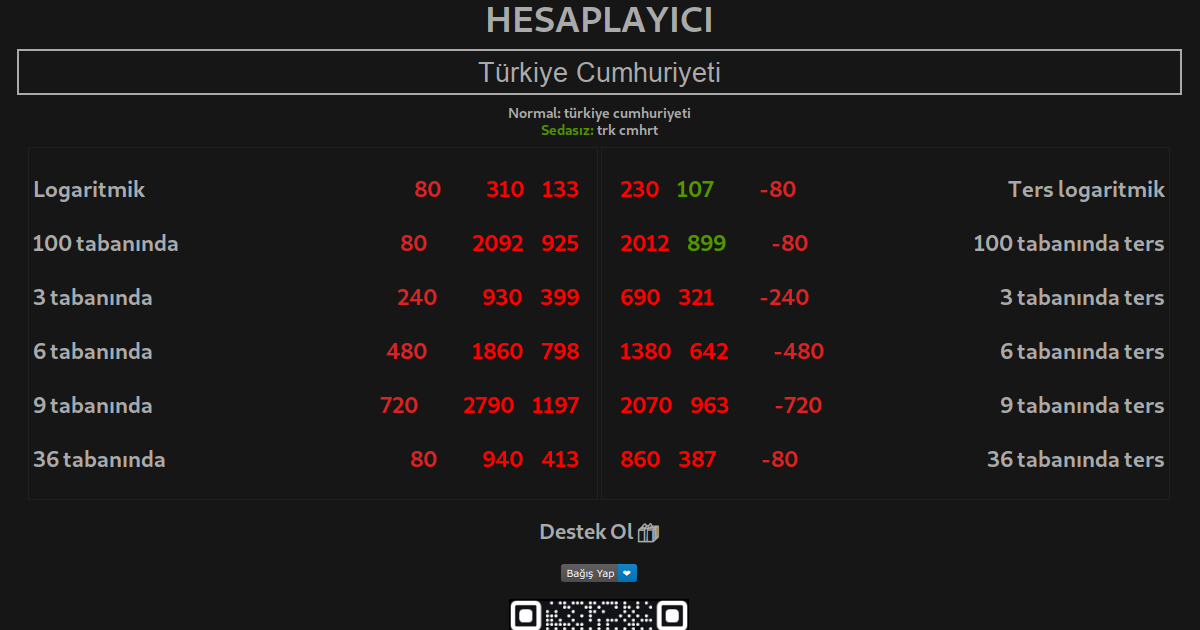 HESAPLAYICI
Türkiye Cumhuriyeti
Normal: türkiye cumhuriyeti
Sedasız: trk cmhrt
Logaritmik 80 310 133 230 107 -80 Ters logaritmik
100 tabanında 80 2092 925 2012 899 -80 100 tabanında ters
3 tabanında 240 930 399 690 321 -240 3 tabanında ters
6 tabanında 480 1860 798 1380 642 -480 6 tabanında ters
9 tabanında 720 2790 1197 2070 963 -720 9 tabanında ters
36 tabanında 80 940 413 860 387 -80 36 tabanında ters
Destek Ol
Bağış Yap